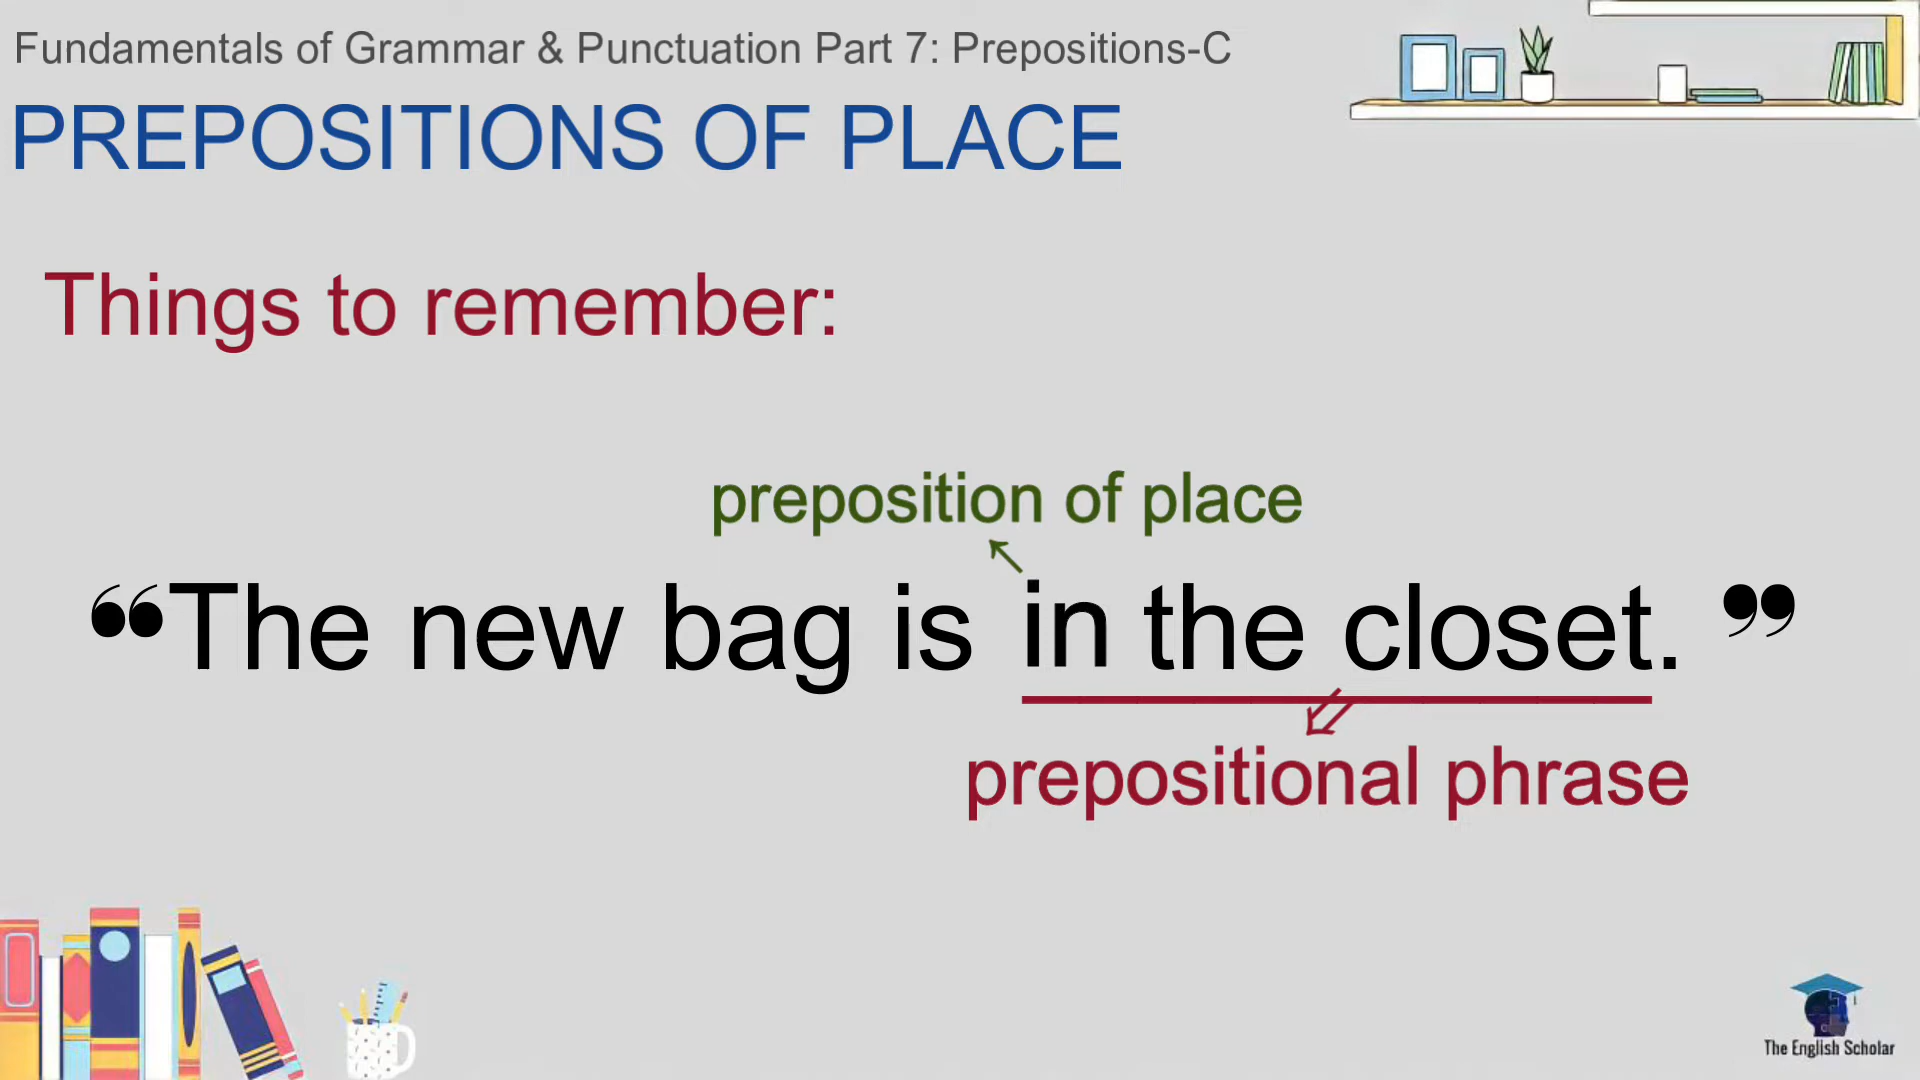 Fundamentals of Grammar & Punctuation Part 7: Prepositions-C
PREPOSITIONS OF PLACE
Things to remember:
preposition of place
❝The new bag is in the closet. ❞
prepositional phrase
The English Scholar